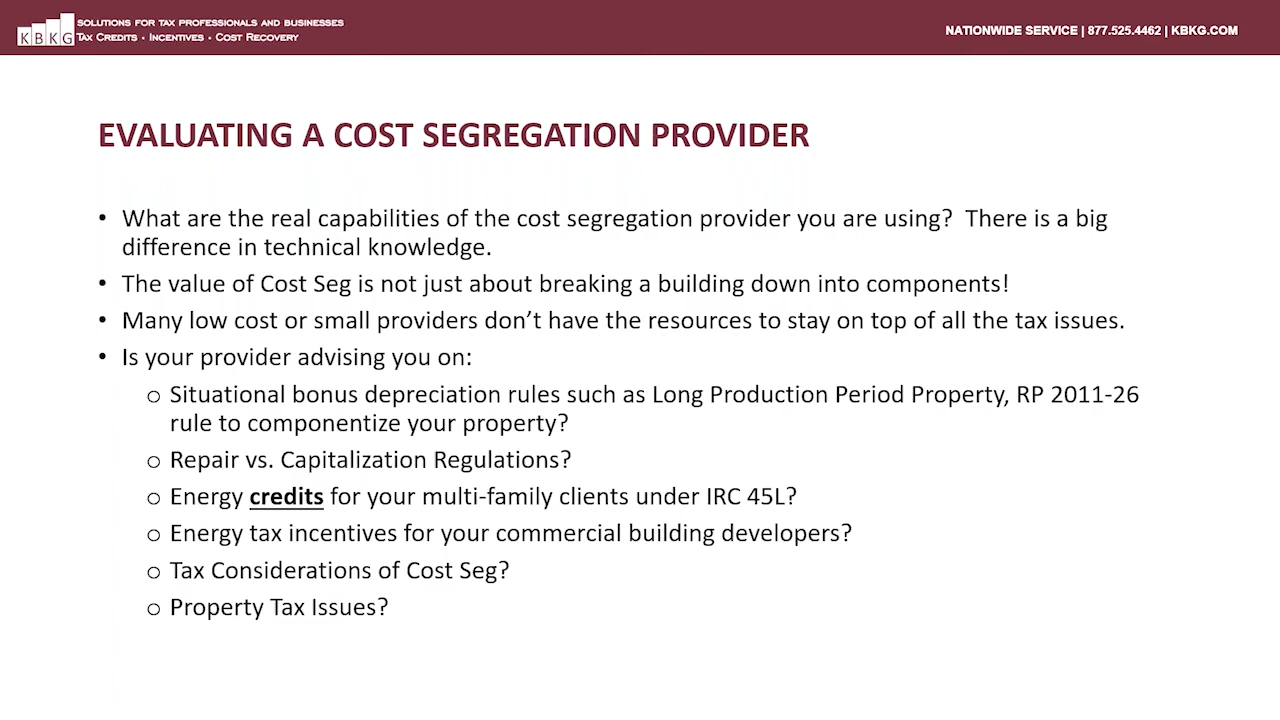 KBKG
SOLUTIONS FOR TAX PROFESSIONALS AND BUSINESSES
TAX CREDITS · INCENTIVES · COST RECOVERY
NATIONWIDE SERVICE | 877.525.4462 | KBKG.COM
EVALUATING A COST SEGREGATION PROVIDER
• What are the real capabilities of the cost segregation provider you are using? There is a big
difference in technical knowledge.
• The value of Cost Seg is not just about breaking a building down into components!
• Many low cost or small providers don’t have the resources to stay on top of all the tax issues.
• Is your provider advising you on:
o Situational bonus depreciation rules such as Long Production Period Property, RP 2011-26
rule to componentize your property?
o Repair vs. Capitalization Regulations?
o Energy credits for your multi-family clients under IRC 45L?
o Energy tax incentives for your commercial building developers?
o Tax Considerations of Cost Seg?
o Property Tax Issues?